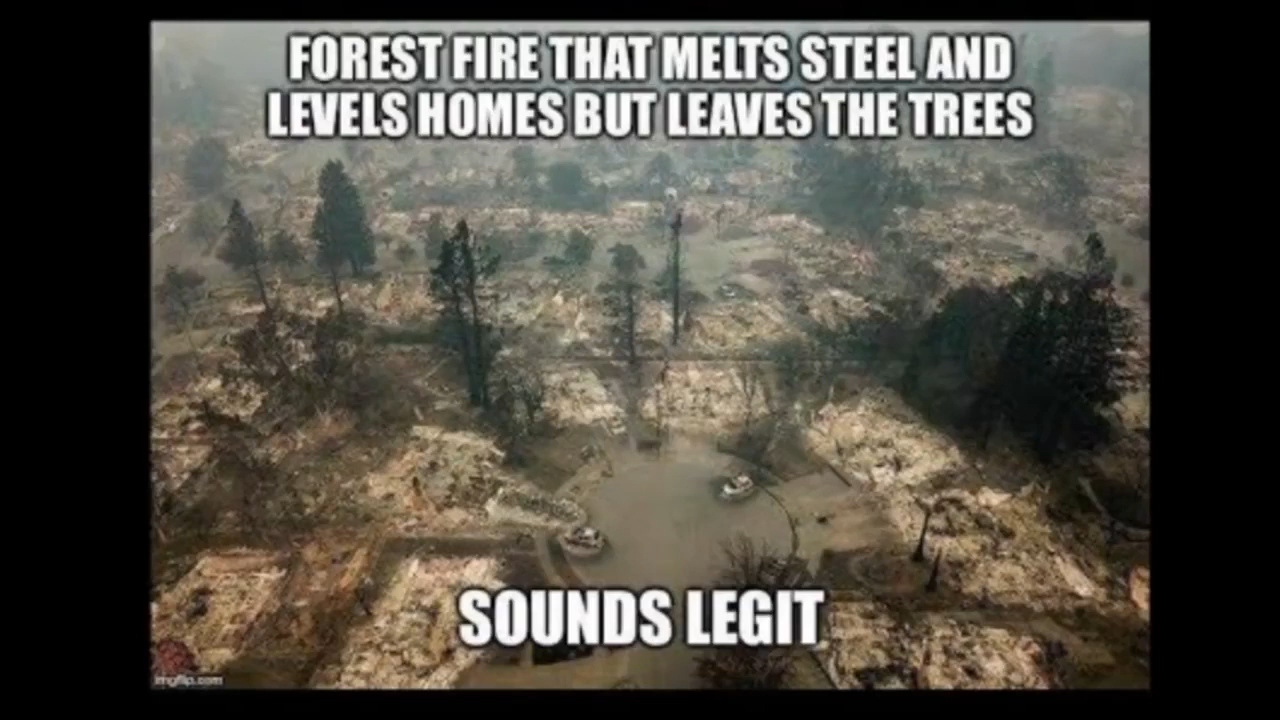 FOREST FIRE THAT MELTS STEEL AND
LEVELS HOMES BUT LEAVES THE TREES
SOUNDS LEGIT
imgflip.com